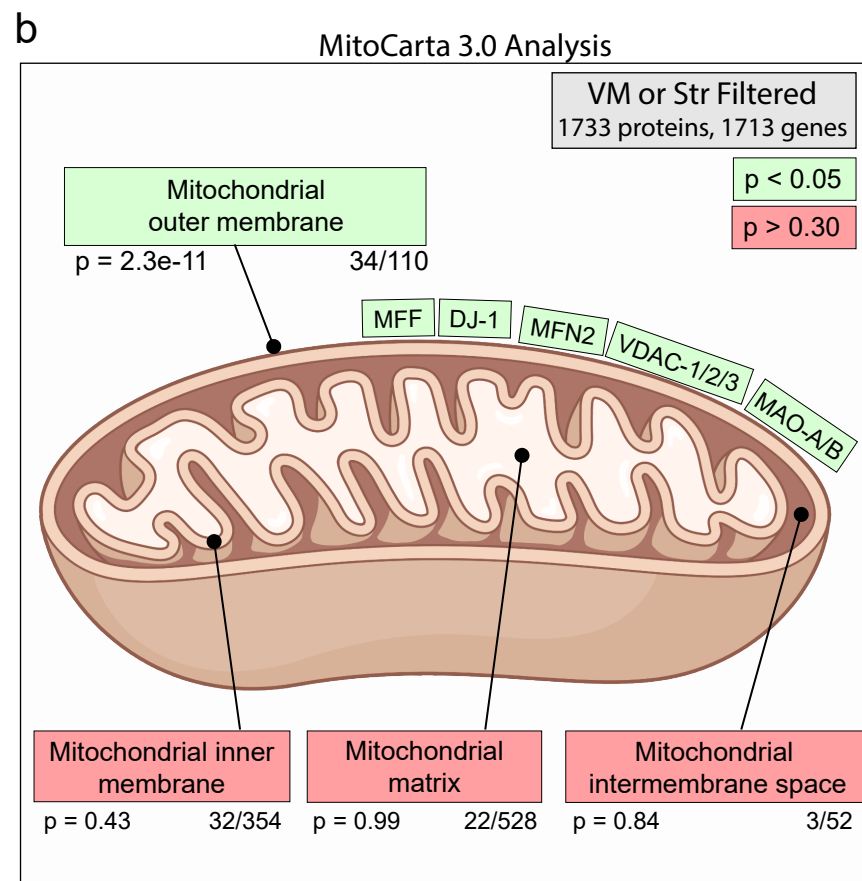 b
MitoCarta 3.0 Analysis
VM or Str Filtered
1733 proteins, 1713 genes
p < 0.05
p > 0.30
Mitochondrial
outer membrane
p = 2.3e-11 34/110
MFF
DJ-1
MFN2
VDAC-1/2/3
MAO-A/B
Mitochondrial inner
membrane
p = 0.43 32/354
Mitochondrial
matrix
p = 0.99 22/528
Mitochondrial
intermembrane space
p = 0.84 3/52